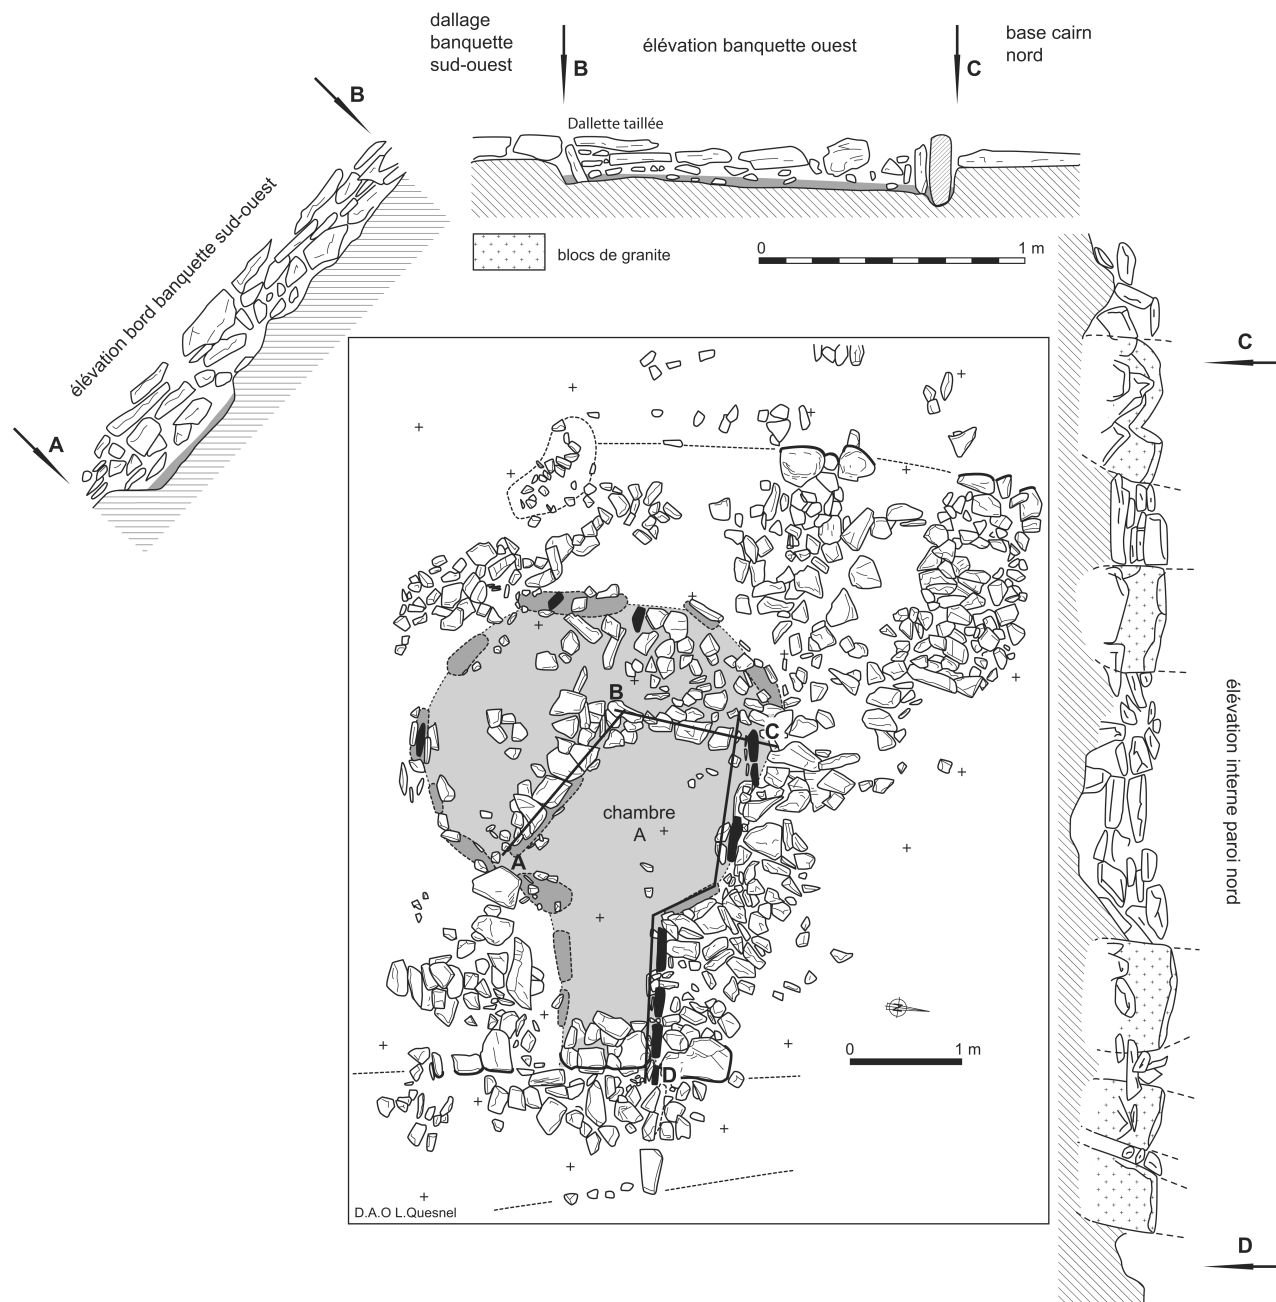 dallage
banquette
sud-ouest
B
élévation banquette ouest
C
base cairn
nord
B
élévation bord banquette sud-ouest
A
Dallette taillée
blocs de granite
0
1 m
C
élévation interne paroi nord
D
B
C
chambre
A
A
N
0
1 m
D
D.A.O L.Quesnel